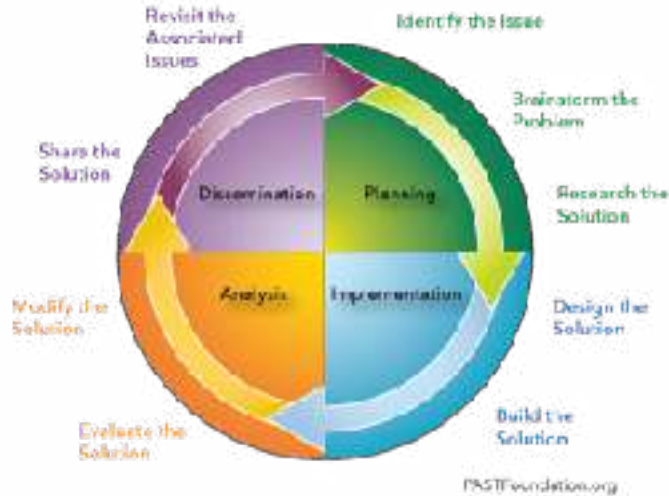 Revisit the
Associated
Issues
Identify the Issue
Brainstorm the
Problem
Share the
Solution
Research the
Solution
Dissemination
Planning
Analysis
Implementation
Modify the
Solution
Design the
Solution
Evaluate the
Solution
Build the
Solution
PASTFoundation.org